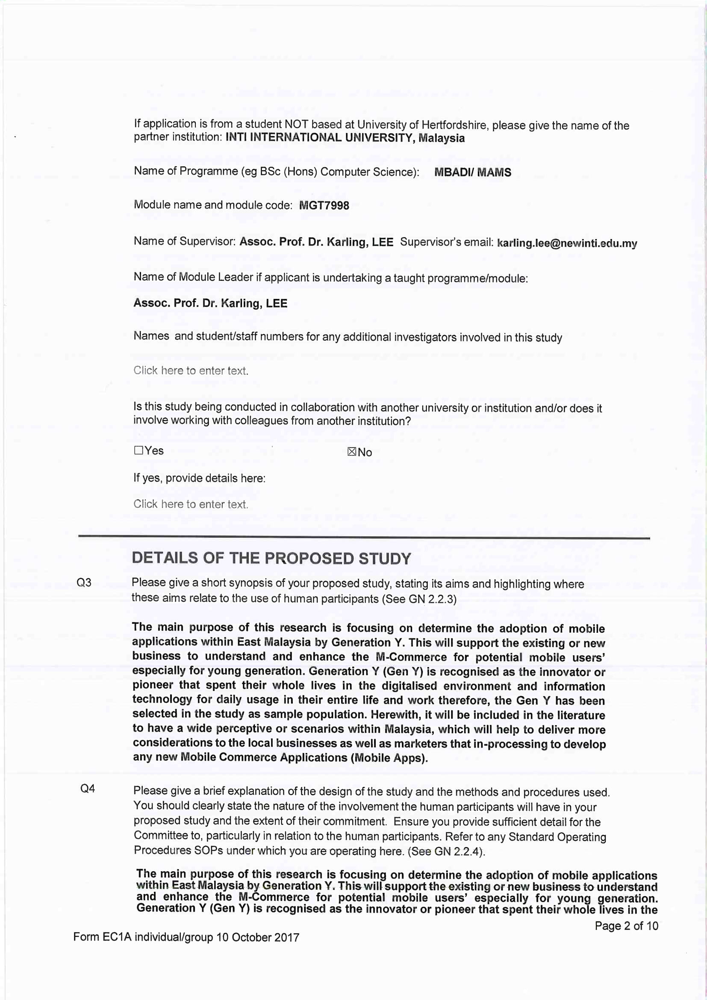 If application is from a student NOT based at University of Hertfordshire, please give the name of the
partner institution: INTI INTERNATIONAL UNIVERSITY, Malaysia
Name of Programme (eg BSc (Hons) Computer Science): MBADI/ MAMS
Module name and module code: MGT7998
Name of Supervisor: Assoc. Prof. Dr. Karling, LEE Supervisor's email: karling.lee@newinti.edu.my
Name of Module Leader if applicant is undertaking a taught programme/module:
Assoc. Prof. Dr. Karling, LEE
Names and student/staff numbers for any additional investigators involved in this study
Click here to enter text.
Is this study being conducted in collaboration with another university or institution and/or does it
involve working with colleagues from another institution?
☐Yes ☒No
If yes, provide details here:
Click here to enter text.
DETAILS OF THE PROPOSED STUDY
Q3 Please give a short synopsis of your proposed study, stating its aims and highlighting where
these aims relate to the use of human participants (See GN 2.2.3)
The main purpose of this research is focusing on determine the adoption of mobile
applications within East Malaysia by Generation Y. This will support the existing or new
business to understand and enhance the M-Commerce for potential mobile users'
especially for young generation. Generation Y (Gen Y) is recognised as the innovator or
pioneer that spent their whole lives in the digitalised environment and information
technology for daily usage in their entire life and work therefore, the Gen Y has been
selected in the study as sample population. Herewith, it will be included in the literature
to have a wide perceptive or scenarios within Malaysia, which will help to deliver more
considerations to the local businesses as well as marketers that in-processing to develop
any new Mobile Commerce Applications (Mobile Apps).
Q4 Please give a brief explanation of the design of the study and the methods and procedures used.
You should clearly state the nature of the involvement the human participants will have in your
proposed study and the extent of their commitment. Ensure you provide sufficient detail for the
Committee to, particularly in relation to the human participants. Refer to any Standard Operating
Procedures SOPs under which you are operating here. (See GN 2.2.4).
The main purpose of this research is focusing on determine the adoption of mobile applications
within East Malaysia by Generation Y. This will support the existing or new business to understand
and enhance the M-Commerce for potential mobile users' especially for young generation.
Generation Y (Gen Y) is recognised as the innovator or pioneer that spent their whole lives in the
Page 2 of 10
Form EC1A individual/group 10 October 2017